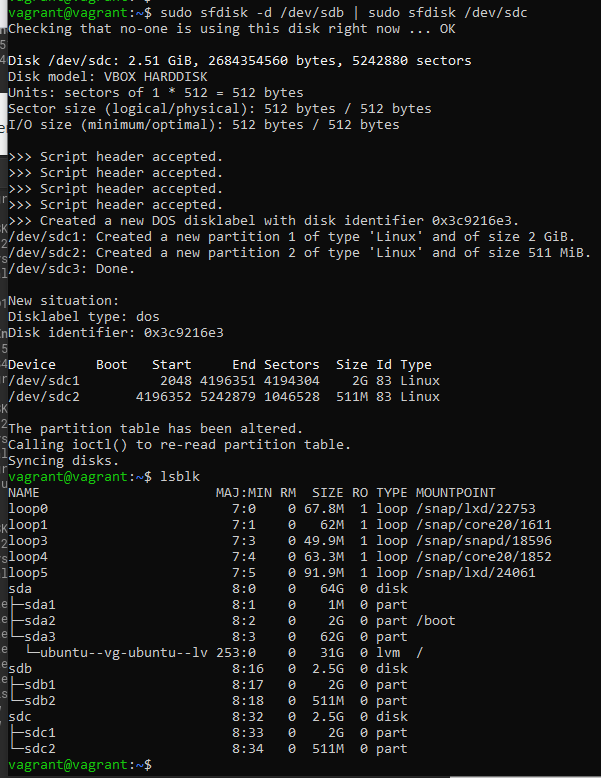 vagrant@vagrant:~$ sudo sfdisk -d /dev/sdb | sudo sfdisk /dev/sdc
Checking that no-one is using this disk right now ... OK
Disk /dev/sdc: 2.51 GiB, 2684354560 bytes, 5242880 sectors
Disk model: VBOX HARDDISK
Units: sectors of 1 * 512 = 512 bytes
Sector size (logical/physical): 512 bytes / 512 bytes
I/O size (minimum/optimal): 512 bytes / 512 bytes
>>> Script header accepted.
>>> Script header accepted.
>>> Script header accepted.
>>> Script header accepted.
>>> Created a new DOS disklabel with disk identifier 0x3c9216e3.
/dev/sdc1: Created a new partition 1 of type 'Linux' and of size 2 GiB.
/dev/sdc2: Created a new partition 2 of type 'Linux' and of size 511 MiB.
/dev/sdc3: Done.
New situation:
Disklabel type: dos
Disk identifier: 0x3c9216e3
Device     Boot   Start     End Sectors  Size Id Type
/dev/sdc1          2048 4196351 4194304    2G 83 Linux
/dev/sdc2       4196352 5242879 1046528  511M 83 Linux
The partition table has been altered.
Calling ioctl() to re-read partition table.
Syncing disks.
vagrant@vagrant:~$ lsblk
NAME                      MAJ:MIN RM  SIZE RO TYPE MOUNTPOINT
loop0                       7:0    0 67.8M  1 loop /snap/lxd/22753
loop1                       7:1    0   62M  1 loop /snap/core20/1611
loop3                       7:3    0 49.9M  1 loop /snap/snapd/18596
loop4                       7:4    0 63.3M  1 loop /snap/core20/1852
loop5                       7:5    0 91.9M  1 loop /snap/lxd/24061
sda                         8:0    0   64G  0 disk
├─sda1                      8:1    0    1M  0 part
├─sda2                      8:2    0    2G  0 part /boot
└─sda3                      8:3    0   62G  0 part
  └─ubuntu--vg-ubuntu--lv 253:0    0   31G  0 lvm  /
sdb                         8:16   0  2.5G  0 disk
├─sdb1                      8:17   0    2G  0 part
└─sdb2                      8:18   0  511M  0 part
sdc                         8:32   0  2.5G  0 disk
├─sdc1                      8:33   0    2G  0 part
└─sdc2                      8:34   0  511M  0 part
vagrant@vagrant:~$